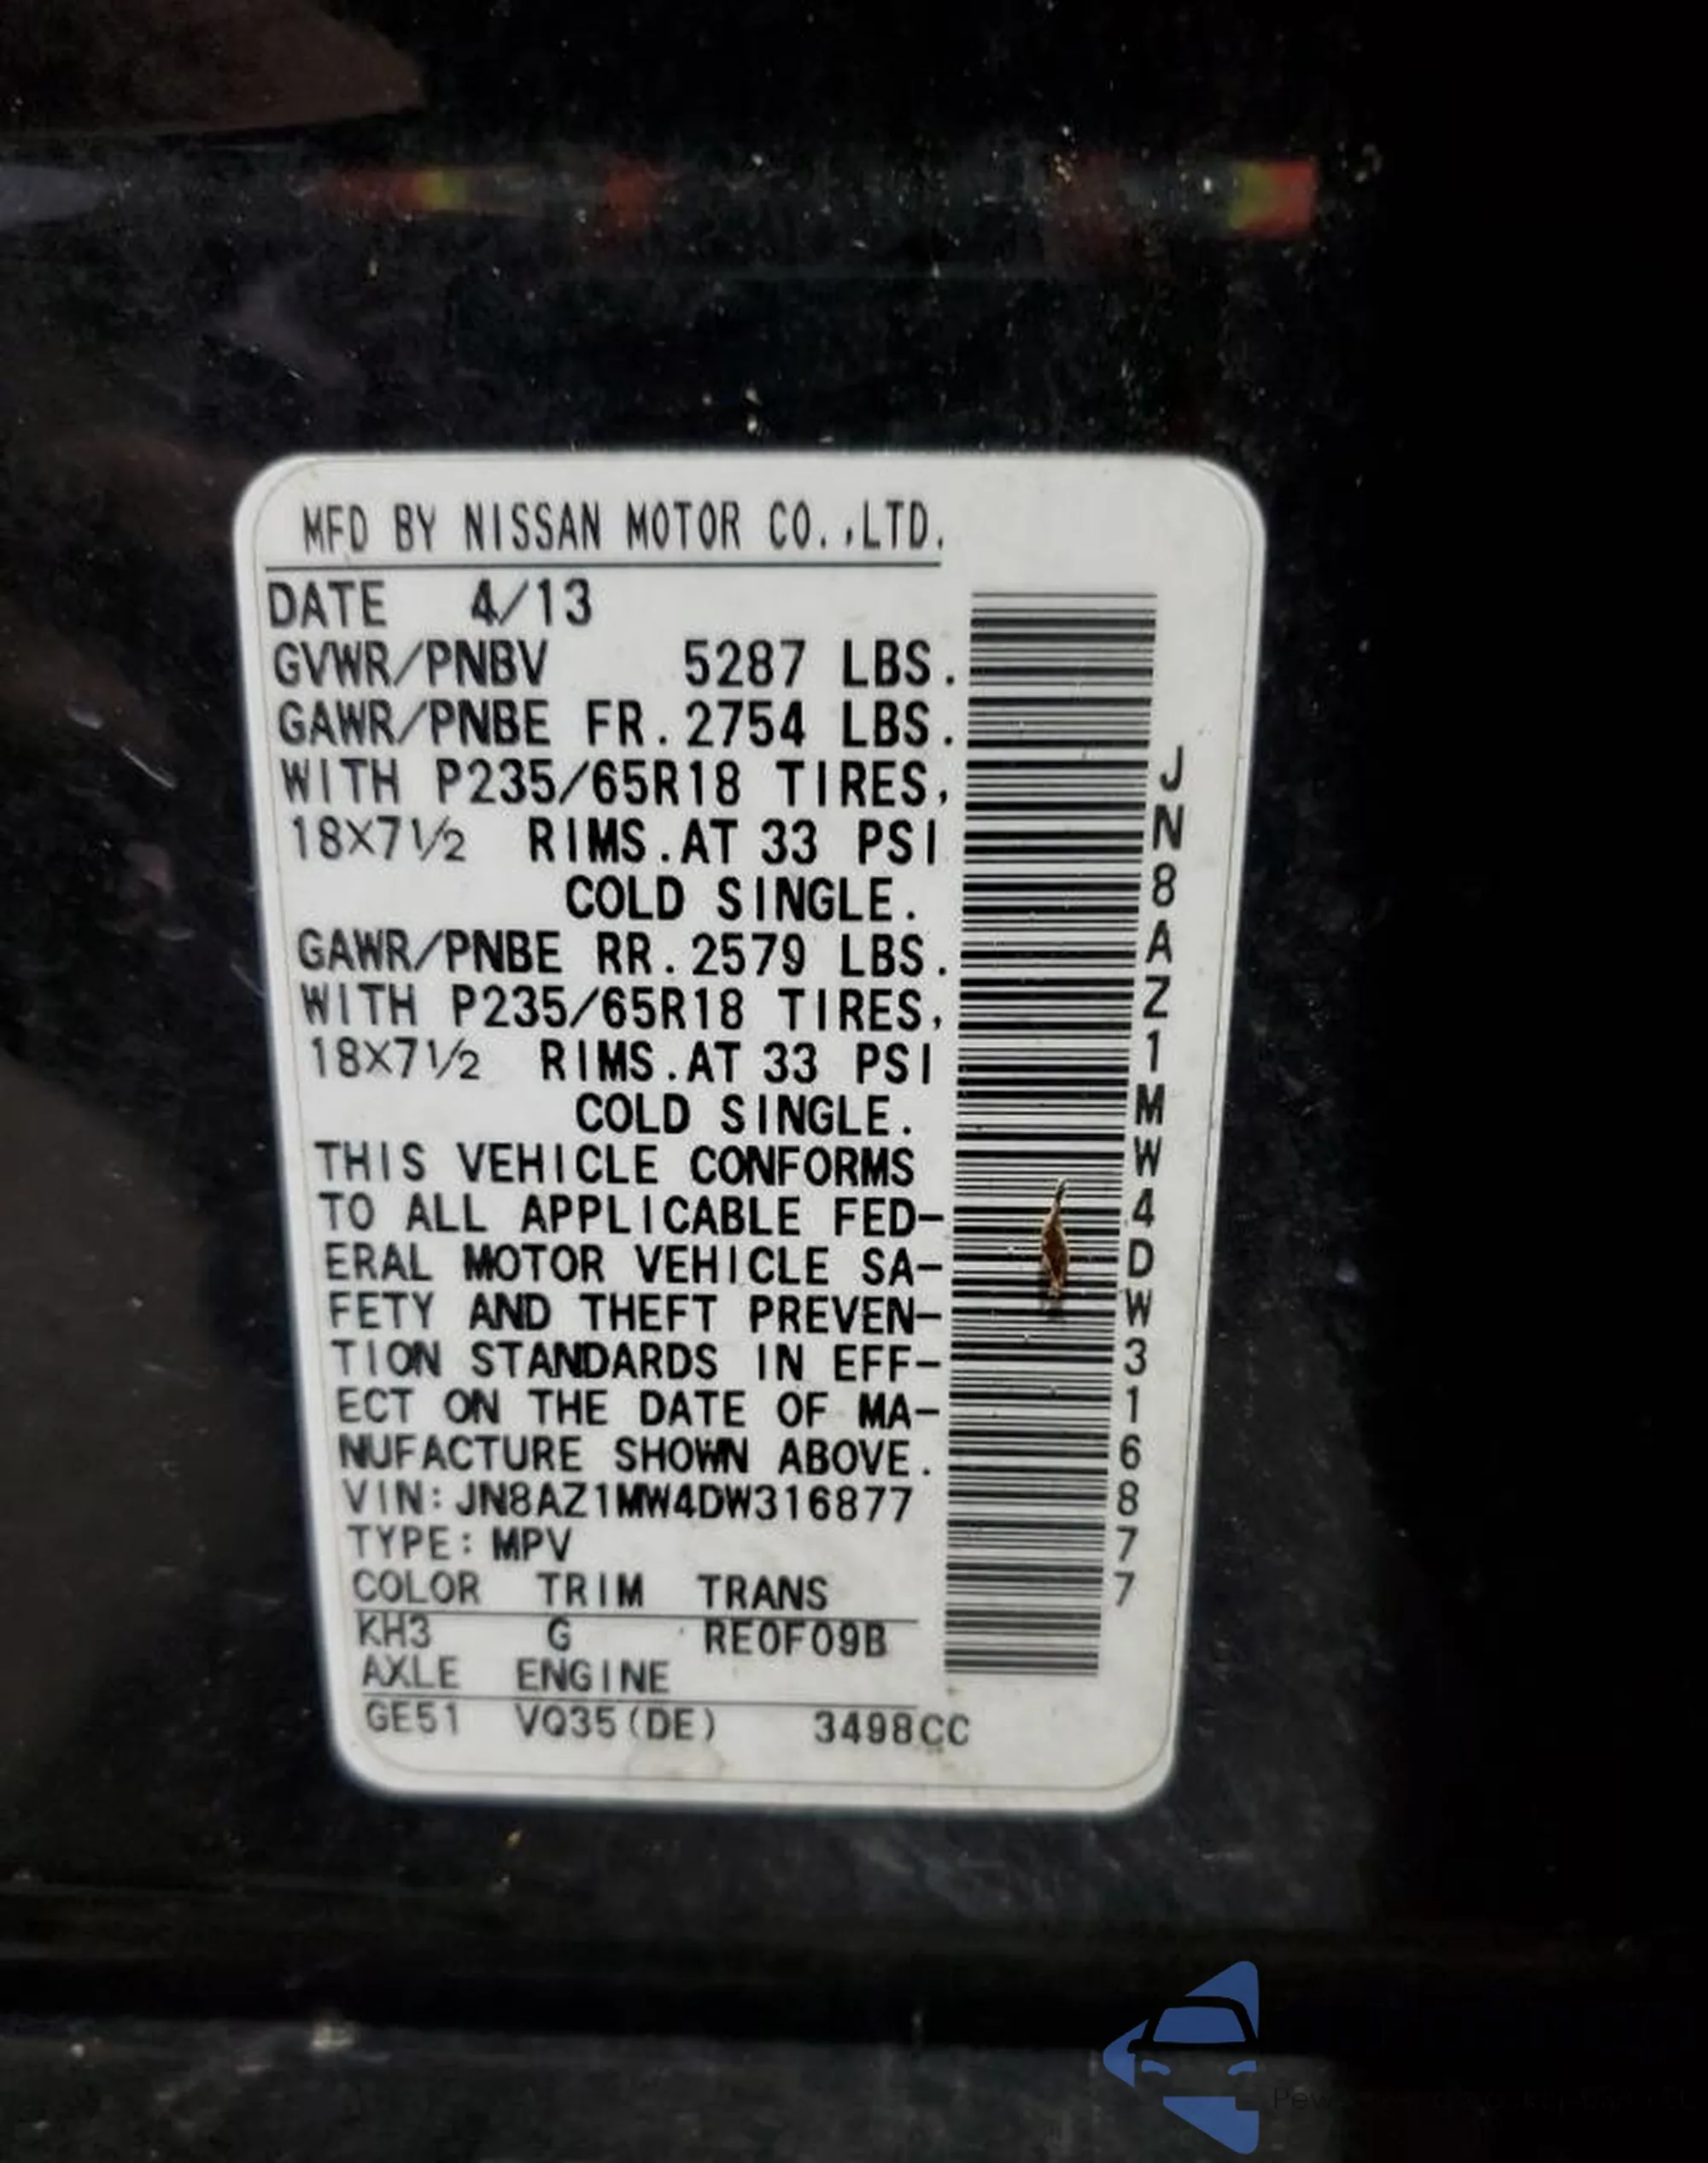 MFD BY NISSAN MOTOR CO.,LTD.
DATE 4/13
GVWR/PNBV 5287 LBS.
GAWR/PNBE FR.2754 LBS.
WITH P235/65R18 TIRES,
18X7½ RIMS.AT 33 PSI
COLD SINGLE.
GAWR/PNBE RR.2579 LBS.
WITH P235/65R18 TIRES,
18X7½ RIMS.AT 33 PSI
COLD SINGLE.
THIS VEHICLE CONFORMS
TO ALL APPLICABLE FED-
ERAL MOTOR VEHICLE SA-
FETY AND THEFT PREVEN-
TION STANDARDS IN EFF-
ECT ON THE DATE OF MA-
NUFACTURE SHOWN ABOVE.
VIN:JN8AZ1MW4DW316877
TYPE:MPV
COLOR TRIM TRANS
KH3 G RE0F09B
AXLE ENGINE
GE51 VQ35(DE) 3498CC
JN8AZ1MW4DW316877